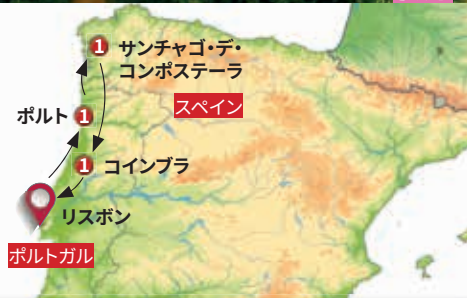 1 サンチャゴ・デ・
コンポステーラ
スペイン
ポルト 1
1 コインブラ
リスボン
ポルトガル